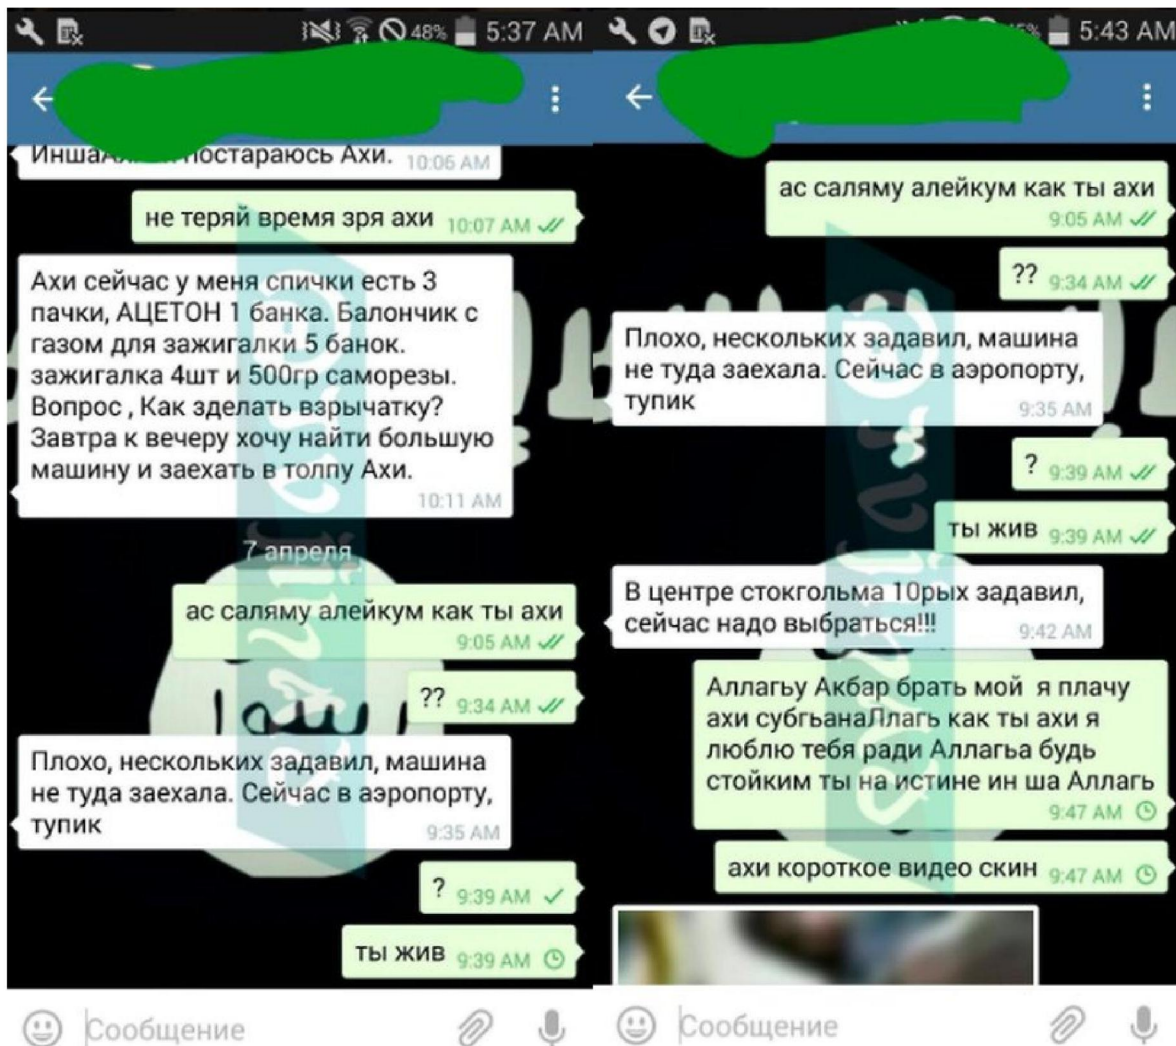 48% 5:37 AM
постараюсь Ахи. 10:06 AM
не теряй время зря ахи 10:07 AM
Ахи сейчас у меня спички есть 3
пачки, АЦЕТОН 1 банка. Балончик с
газом для зажигалки 5 банок.
зажигалка 4шт и 500гр саморезы.
Вопрос , Как зделать взрычатку?
Завтра к вечеру хочу найти большую
машину и заехать в толпу Ахи.
10:11 AM
7 апреля
ас саляму алейкум как ты ахи
9:05 AM
?? 9:34 AM
Плохо, нескольких задавил, машина
не туда заехала. Сейчас в аэропорту,
тупик 9:35 AM
? 9:39 AM
ты жив 9:39 AM
Сообщение
5:43 AM
ас саляму алейкум как ты ахи
9:05 AM
?? 9:34 AM
Плохо, нескольких задавил, машина
не туда заехала. Сейчас в аэропорту,
тупик 9:35 AM
? 9:39 AM
ты жив 9:39 AM
В центре стокгольма 10рых задавил,
сейчас надо выбраться!!! 9:42 AM
Аллагьу Акбар брать мой я плачу
ахи субгьанаЛлагь как ты ахи я
люблю тебя ради Аллагьа будь
стойким ты на истине ин ша Аллагь
9:47 AM
ахи короткое видео скин 9:47 AM
Сообщение